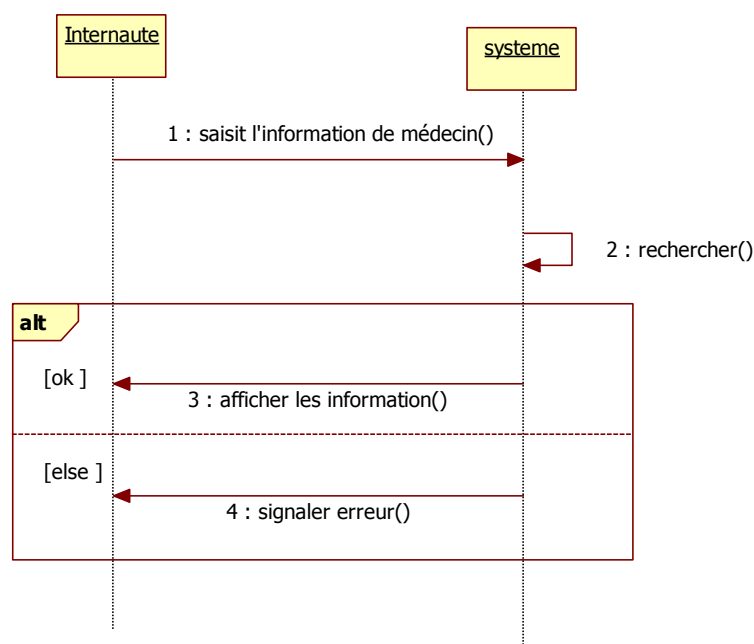 Internaute
systeme
1 : saisit l'information de médecin()
2 : rechercher()
alt
[ok ]
3 : afficher les information()
[else ]
4 : signaler erreur()